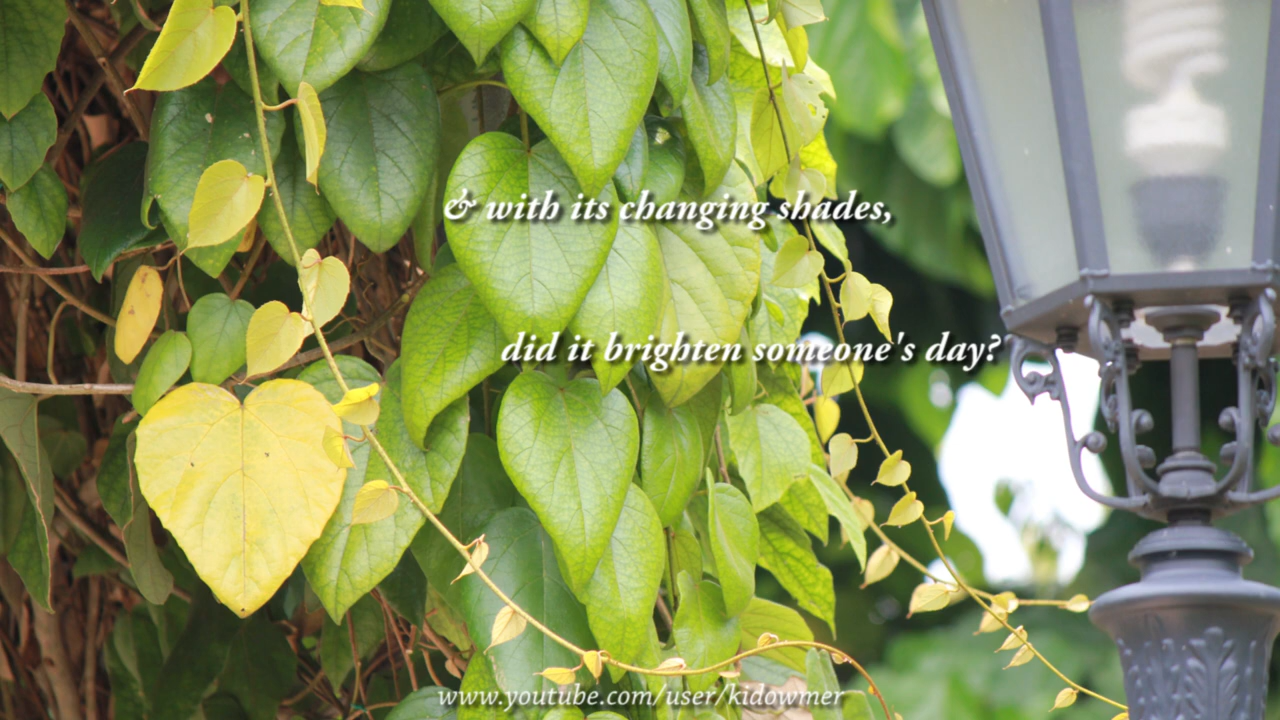 & with its changing shades,
did it brighten someone's day?
www.youtube.com/user/kidowmer